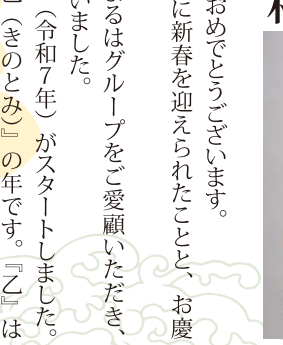 おめでとうございます。
に新春を迎えられたことと、お慶
まるはグループをご愛顧いただき、
いました。
（令和７年）がスタートしました。
（きのとみ）』の年です。『乙』は